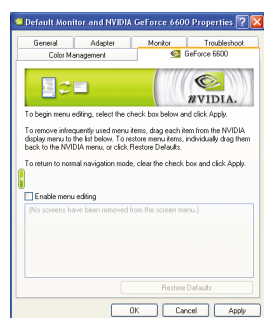 Default Monitor and NVIDIA GeForce 6600 Properties
General Adapter Monitor Troubleshoot
Color Management GeForce 6600
NVIDIA.
To begin menu editing, select the check box below and click Apply.
To remove infrequently used menu items, drag each item from the NVIDIA
display menu to the list below. To restore menu items, individually drag them
back to the NVIDIA menu, or click Restore Defaults.
To return to normal navigation mode, clear the check box and click Apply.
Enable menu editing
(No screens have been removed from the screen menu.)
Restore Defaults
OK Cancel Apply